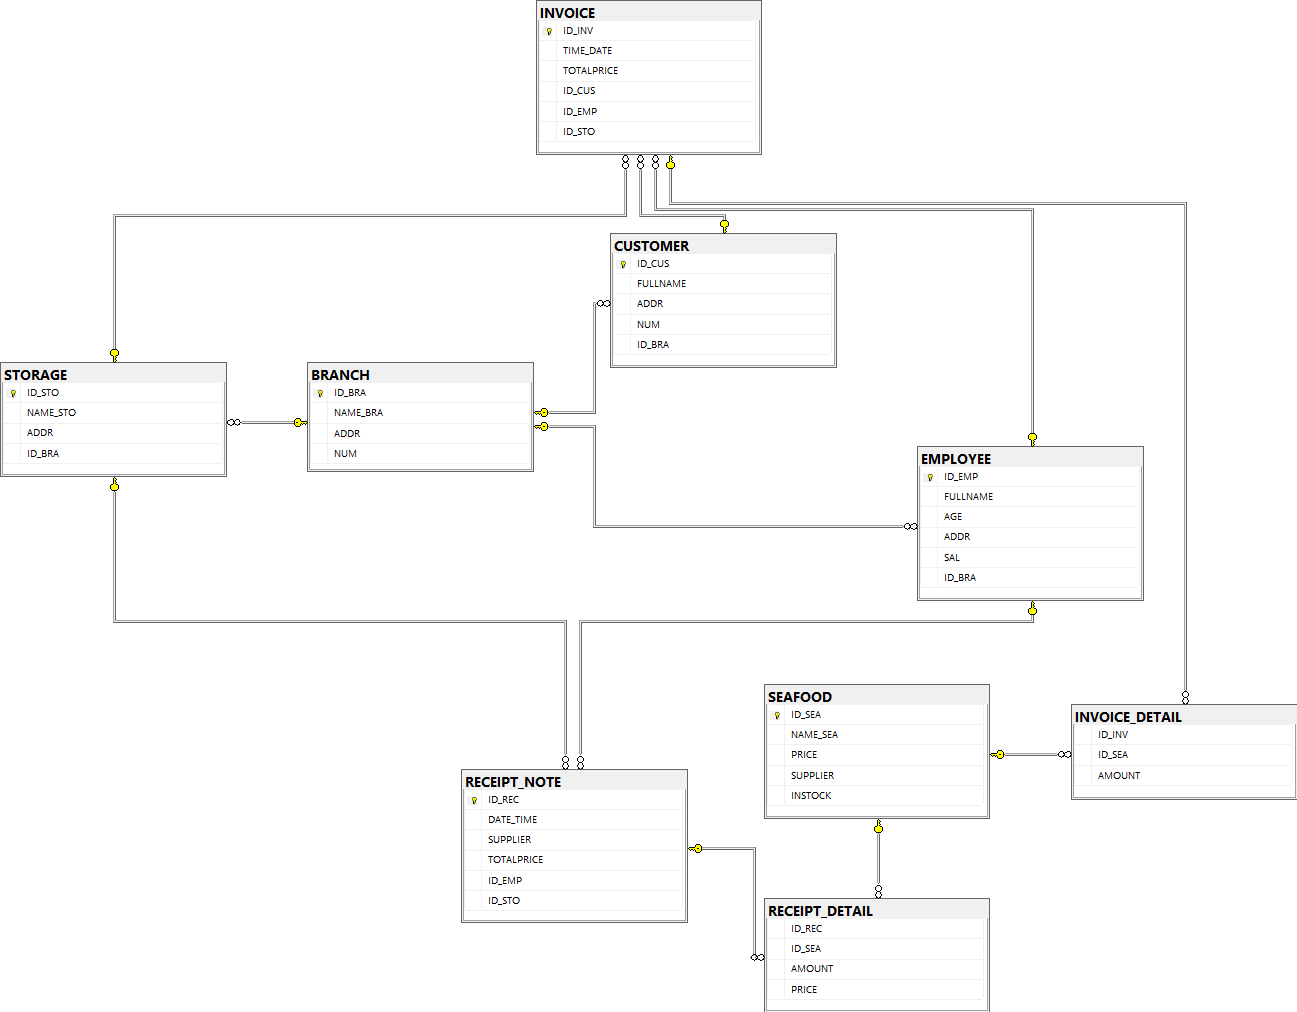 INVOICE
ID_INV
TIME_DATE
TOTALPRICE
ID_CUS
ID_EMP
ID_STO
CUSTOMER
ID_CUS
FULLNAME
ADDR
NUM
ID_BRA
STORAGE
ID_STO
NAME_STO
ADDR
ID_BRA
BRANCH
ID_BRA
NAME_BRA
ADDR
NUM
EMPLOYEE
ID_EMP
FULLNAME
AGE
ADDR
SAL
ID_BRA
SEAFOOD
ID_SEA
NAME_SEA
PRICE
SUPPLIER
INSTOCK
INVOICE_DETAIL
ID_INV
ID_SEA
AMOUNT
RECEIPT_NOTE
ID_REC
DATE_TIME
SUPPLIER
TOTALPRICE
ID_EMP
ID_STO
RECEIPT_DETAIL
ID_REC
ID_SEA
AMOUNT
PRICE